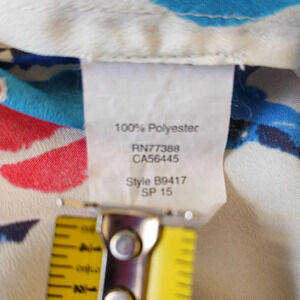 100% Polyester
RN77388
CA56445
Style B9417
SP 15